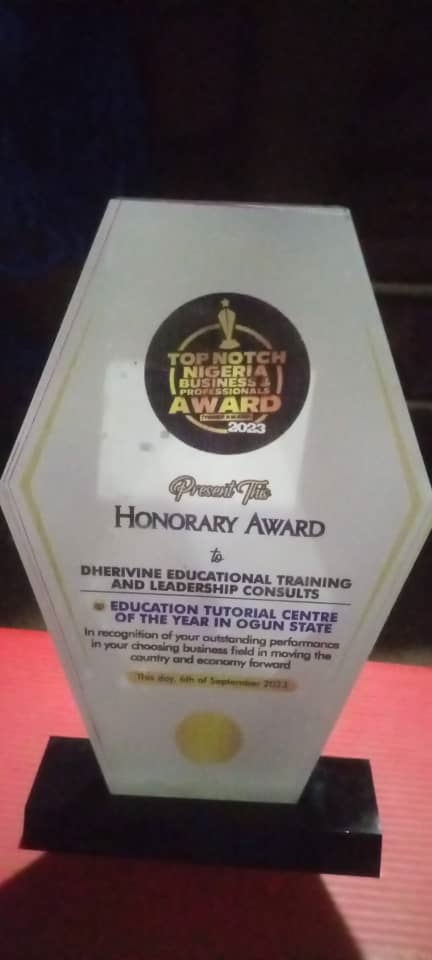 TOP NOTCH
NIGERIA
BUSINESS &
PROFESSIONALS
AWARD
2023
Present This
HONORARY AWARD
to
DHERIVINE EDUCATIONAL TRAINING
AND LEADERSHIP CONSULTS
EDUCATION TUTORIAL CENTRE
OF THE YEAR IN OGUN STATE
In recognition of your outstanding performance
in your choosing business field in moving the
country and economy forward
This day, 6th of September 2023